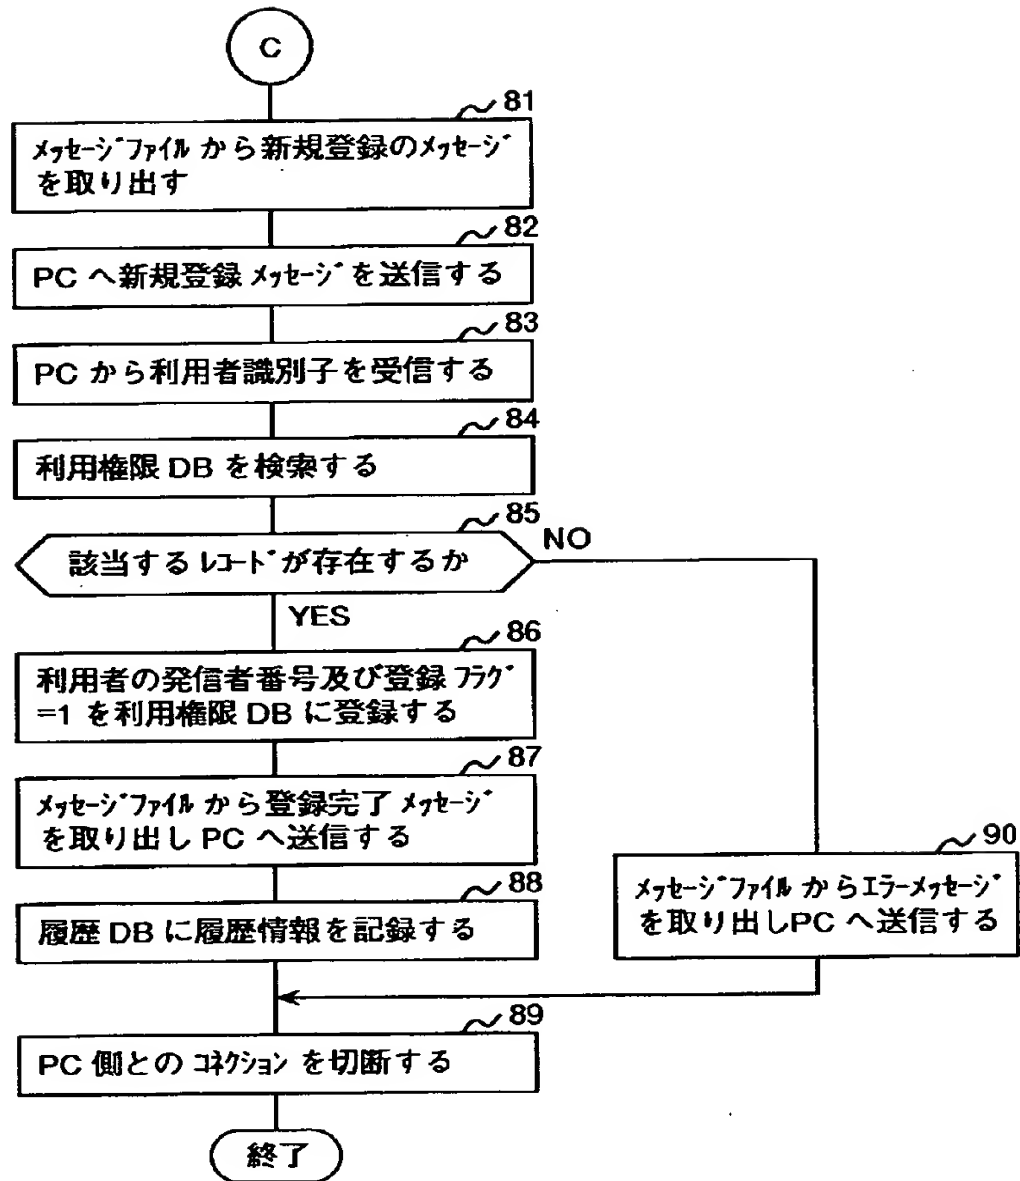 C
81
メッセージファイルから新規登録のメッセージ
を取り出す
82
PC へ新規登録メッセージを送信する
83
PC から利用者識別子を受信する
84
利用権限 DB を検索する
85
該当するレコードが存在するか
NO
YES
86
利用者の発信者番号及び登録フラグ
=1 を利用権限 DB に登録する
87
メッセージファイルから登録完了メッセージ
を取り出し PC へ送信する
88
履歴 DB に履歴情報を記録する
90
メッセージファイルからエラーメッセージ
を取り出しPC へ送信する
89
PC 側とのコネクションを切断する
終了